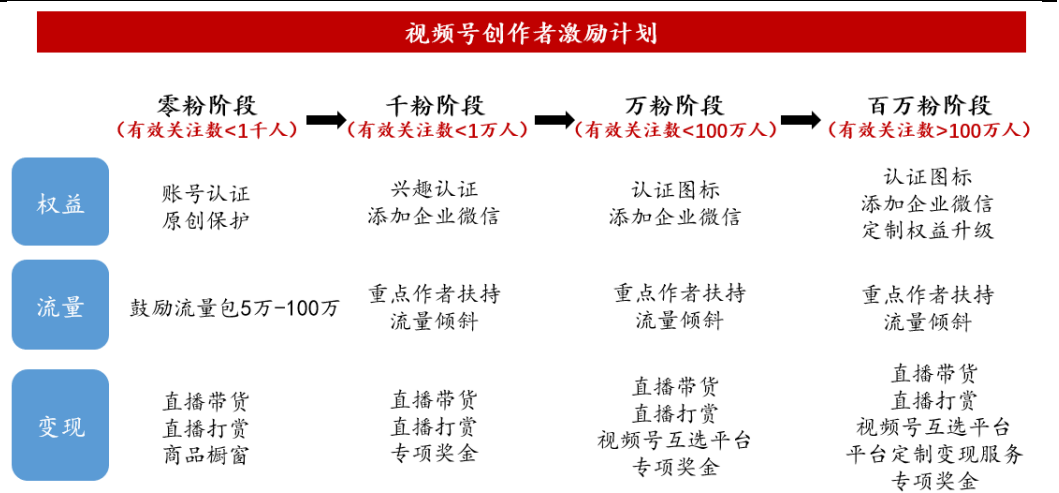 视频号创作者激励计划
零粉阶段
（有效关注数<1千人）
千粉阶段
（有效关注数<1万人）
万粉阶段
（有效关注数<100万人）
百万粉阶段
（有效关注数>100万人）
权益
账号认证
原创保护
兴趣认证
添加企业微信
认证图标
添加企业微信
认证图标
添加企业微信
定制权益升级
流量
鼓励流量包5万-100万
重点作者扶持
流量倾斜
重点作者扶持
流量倾斜
重点作者扶持
流量倾斜
变现
直播带货
直播打赏
商品橱窗
直播带货
直播打赏
专项奖金
直播带货
直播打赏
视频号互选平台
专项奖金
直播带货
直播打赏
视频号互选平台
平台定制变现服务
专项奖金